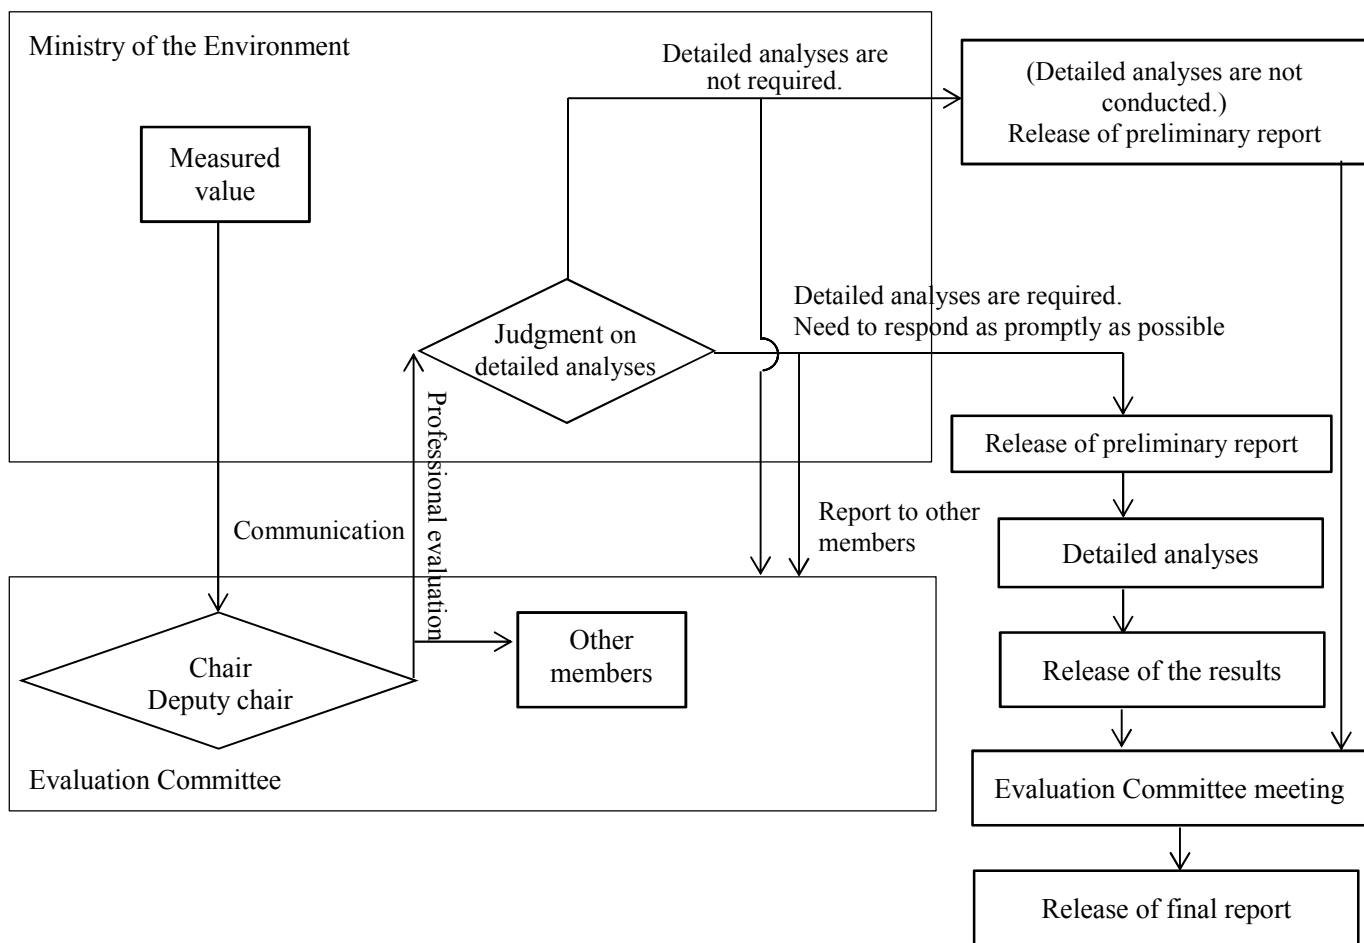 Ministry of the Environment
Detailed analyses are
not required.
(Detailed analyses are not
conducted.)
Release of preliminary report
Measured
value
Judgment on
detailed analyses
Detailed analyses are required.
Need to respond as promptly as possible
Professional evaluation
Release of preliminary report
Communication
Report to other
members
Detailed analyses
Other
members
Chair
Deputy chair
Release of the results
Evaluation Committee
Evaluation Committee meeting
Release of final report